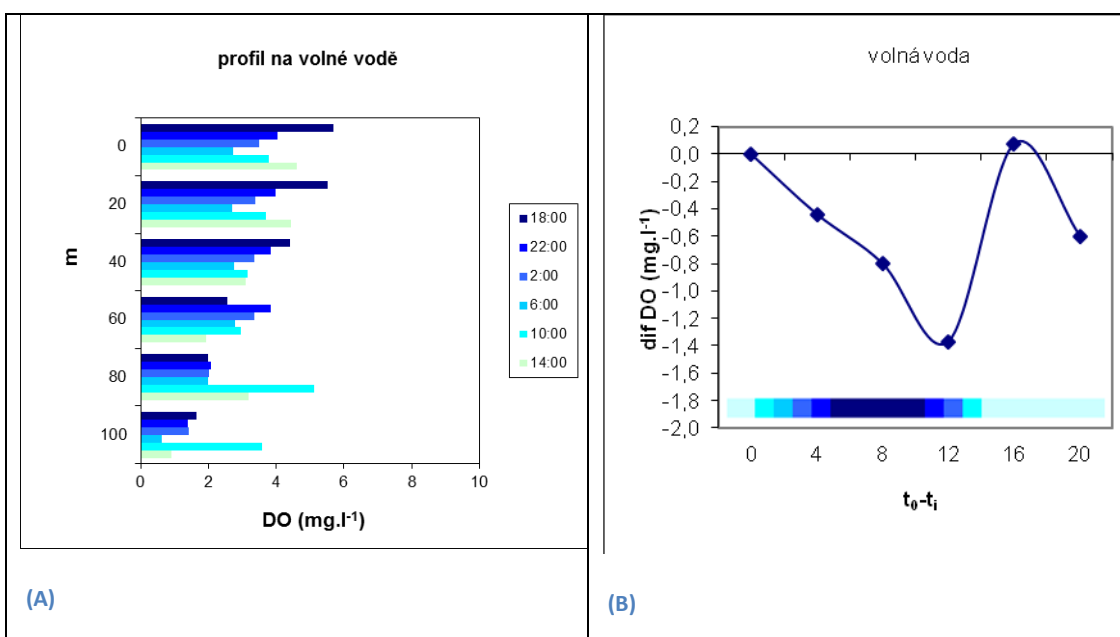 profil na volné vodě
m
0
20
40
60
80
100
0 2 4 6 8 10
DO (mg.l-1)
18:00
22:00
2:00
6:00
10:00
14:00
(A)
volná voda
dif DO (mg.l-1)
0,2
0,0
-0,2
-0,4
-0,6
-0,8
-1,0
-1,2
-1,4
-1,6
-1,8
-2,0
0 4 8 12 16 20
t0-ti
(B)